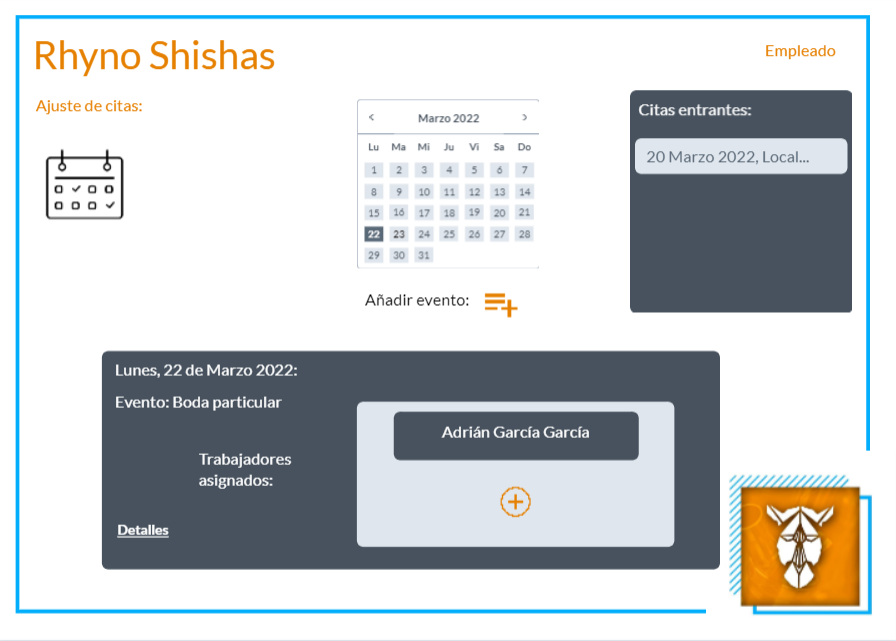 Rhyno Shishas
Empleado
Ajuste de citas:
< Marzo 2022 >
Lu Ma Mi Ju Vi Sa Do
1 2 3 4 5 6 7
8 9 10 11 12 13 14
15 16 17 18 19 20 21
22 23 24 25 26 27 28
29 30 31
Añadir evento:
Citas entrantes:
20 Marzo 2022, Local...
Lunes, 22 de Marzo 2022:
Evento: Boda particular
Trabajadores
asignados:
Adrián García García
Detalles